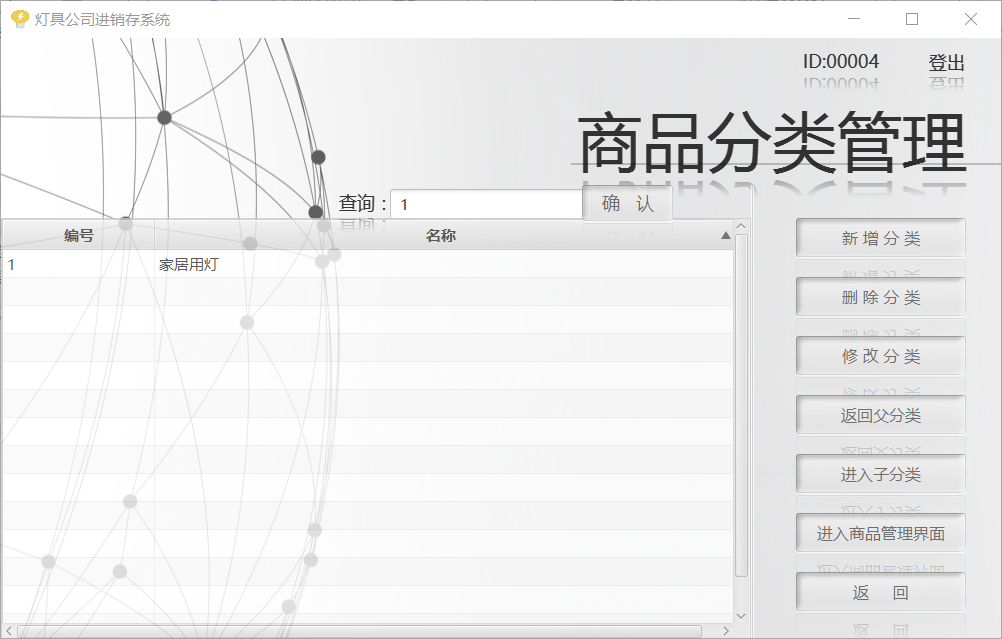 灯具公司进销存系统
ID:00004 登出
商品分类管理
查询： 1 确 认
编号 名称
1 家居用灯
新 增 分 类
删 除 分 类
修 改 分 类
返回父分类
进入子分类
进入商品管理界面
返 回